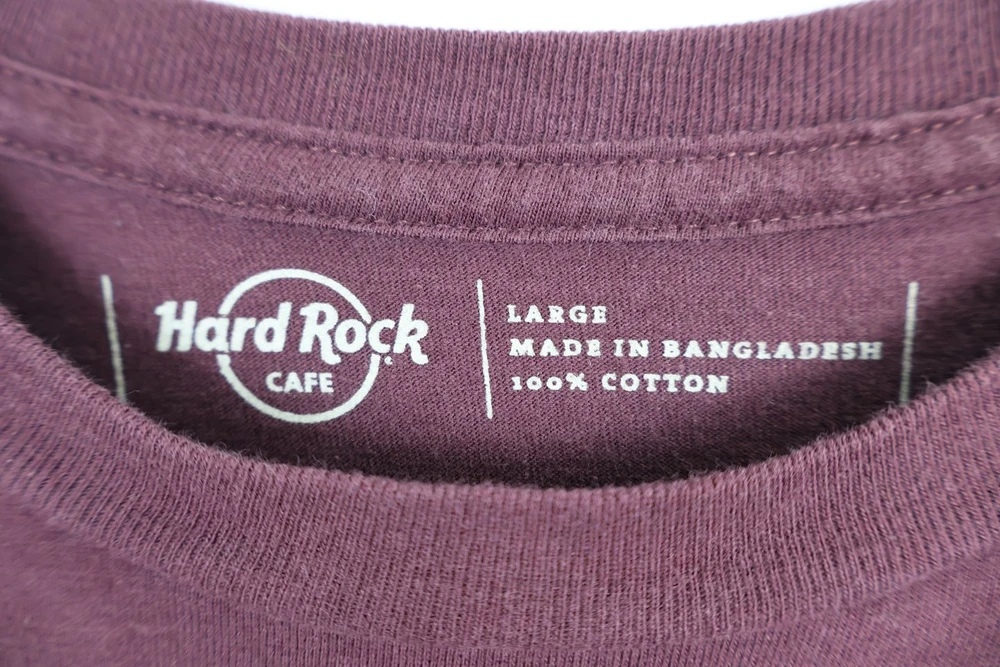 Hard Rock
CAFE
LARGE
MADE IN BANGLADESH
100% COTTON